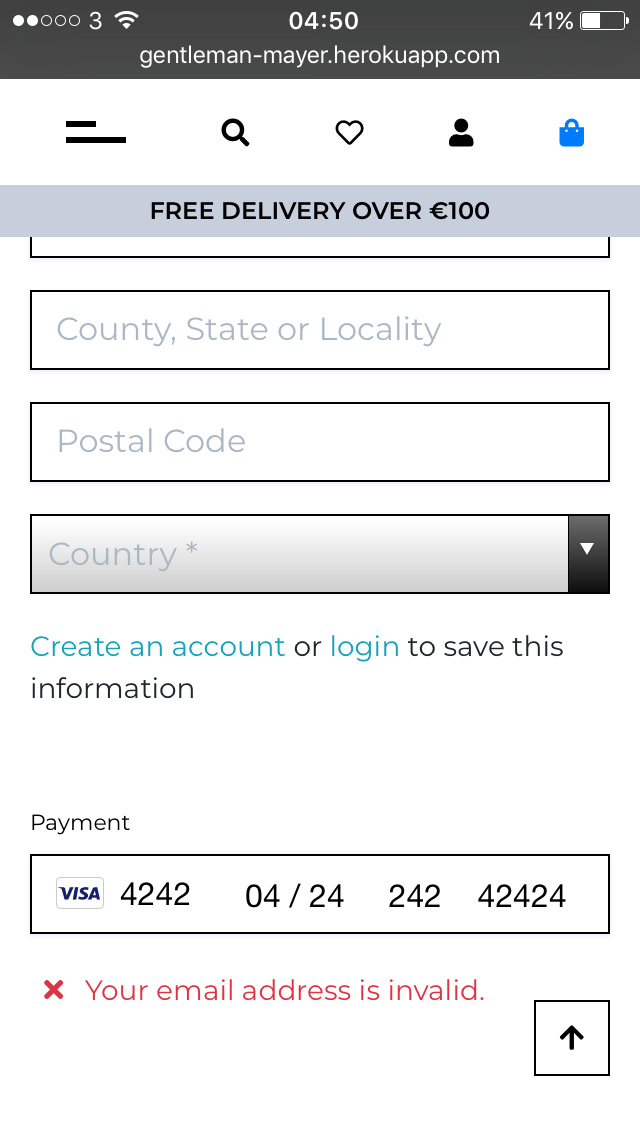 3 04:50 41%
gentleman-mayer.herokuapp.com
FREE DELIVERY OVER €100
County, State or Locality
Postal Code
Country *
Create an account or login to save this
information
Payment
VISA 4242 04 / 24 242 42424
Your email address is invalid.